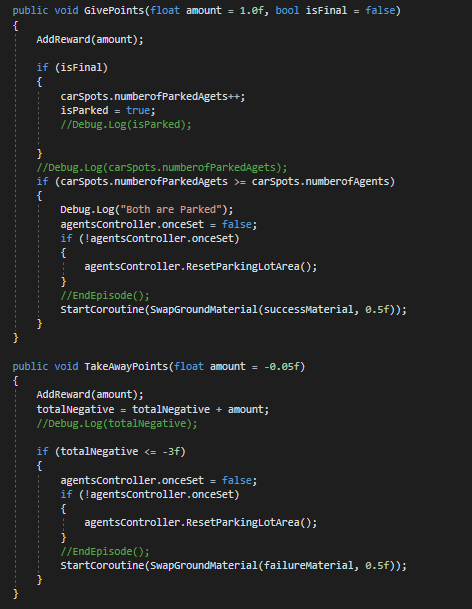 public void GivePoints(float amount = 1.0f, bool isFinal = false)
{
    AddReward(amount);

    if (isFinal)
    {
        carSpots.numberofParkedAgets++;
        isParked = true;
        //Debug.Log(isParked);

    }
    //Debug.Log(carSpots.numberofParkedAgets);
    if (carSpots.numberofParkedAgets >= carSpots.numberofAgents)
    {
        Debug.Log("Both are Parked");
        agentsController.onceSet = false;
        if (!agentsController.onceSet)
        {
            agentsController.ResetParkingLotArea();
        }
        //EndEpisode();
        StartCoroutine(SwapGroundMaterial(successMaterial, 0.5f));
    }
}

public void TakeAwayPoints(float amount = -0.05f)
{
    AddReward(amount);
    totalNegative = totalNegative + amount;
    //Debug.Log(totalNegative);

    if (totalNegative <= -3f)
    {
        agentsController.onceSet = false;
        if (!agentsController.onceSet)
        {
            agentsController.ResetParkingLotArea();
        }
        //EndEpisode();
        StartCoroutine(SwapGroundMaterial(failureMaterial, 0.5f));
    }
}